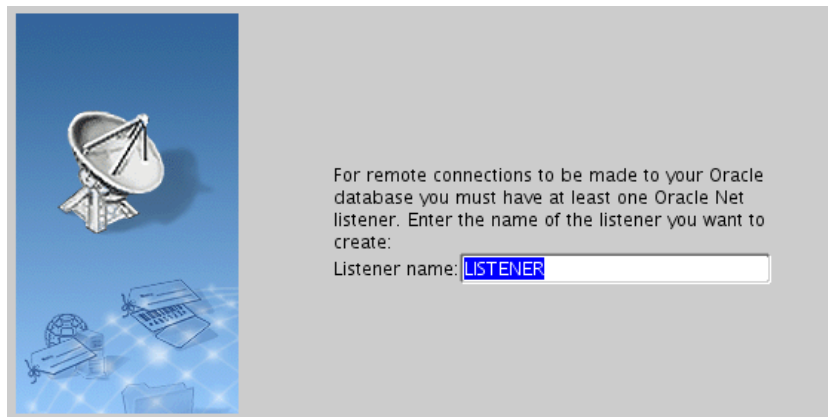 For remote connections to be made to your Oracle
database you must have at least one Oracle Net
listener. Enter the name of the listener you want to
create:
Listener name: LISTENER